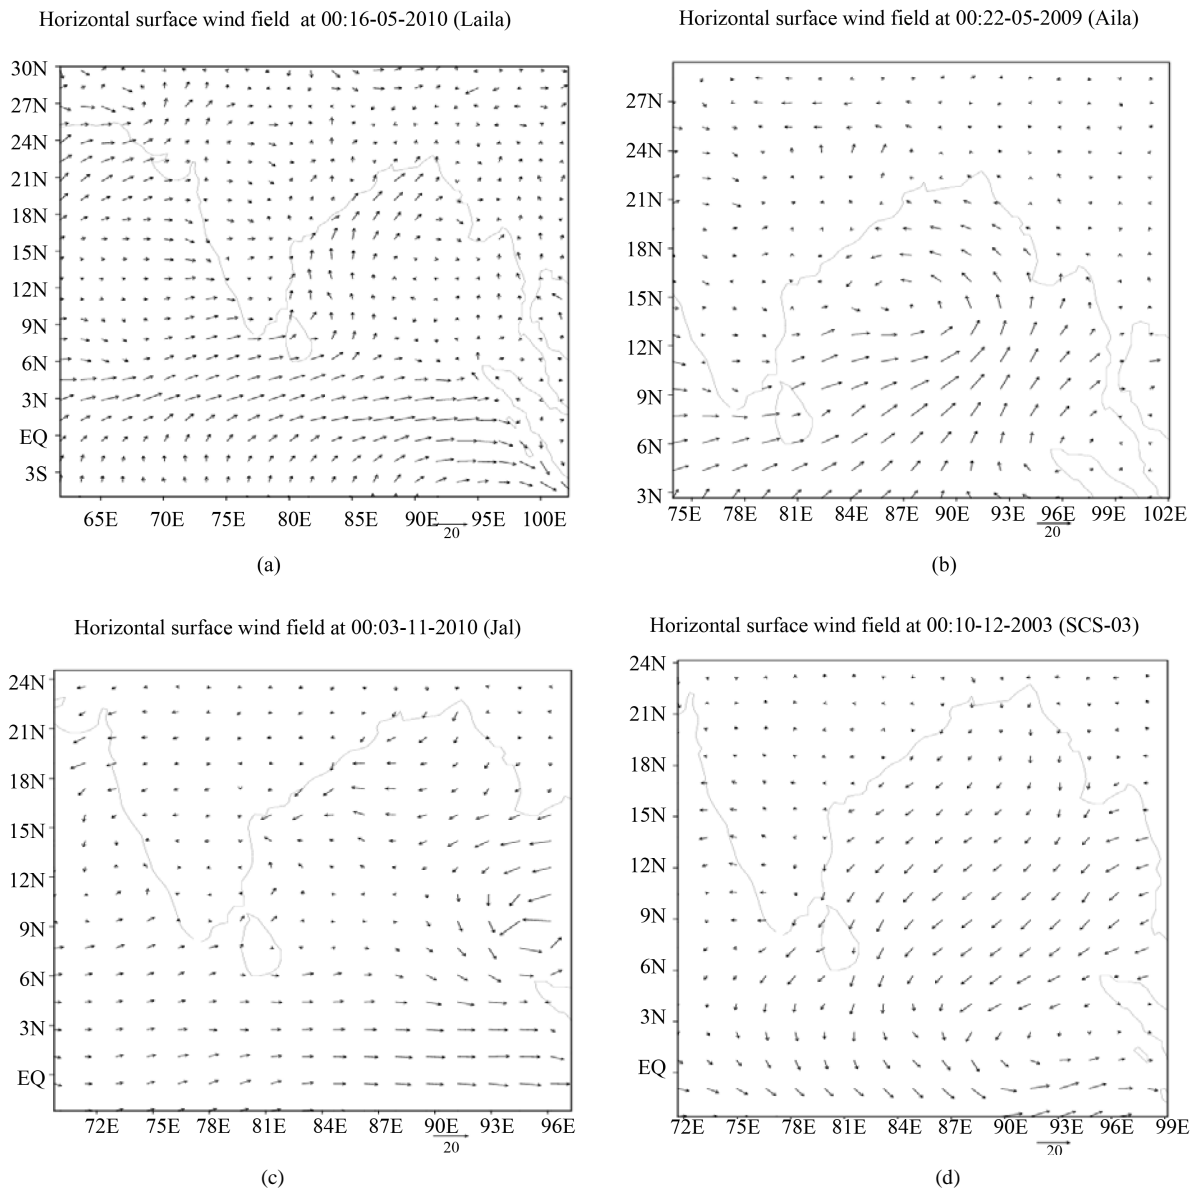 Horizontal surface wind field at 00:16-05-2010 (Laila)
30N
27N
24N
21N
18N
15N
12N
9N
6N
3N
EQ
3S
65E 70E 75E 80E 85E 90E 95E 100E
20
(a)
Horizontal surface wind field at 00:22-05-2009 (Aila)
27N
24N
21N
18N
15N
12N
9N
6N
3N
75E 78E 81E 84E 87E 90E 93E 96E 99E 102E
20
(b)
Horizontal surface wind field at 00:03-11-2010 (Jal)
24N
21N
18N
15N
12N
9N
6N
3N
EQ
72E 75E 78E 81E 84E 87E 90E 93E 96E
20
(c)
Horizontal surface wind field at 00:10-12-2003 (SCS-03)
24N
21N
18N
15N
12N
9N
6N
3N
EQ
72E 75E 78E 81E 84E 87E 90E 93E 96E 99E
20
(d)